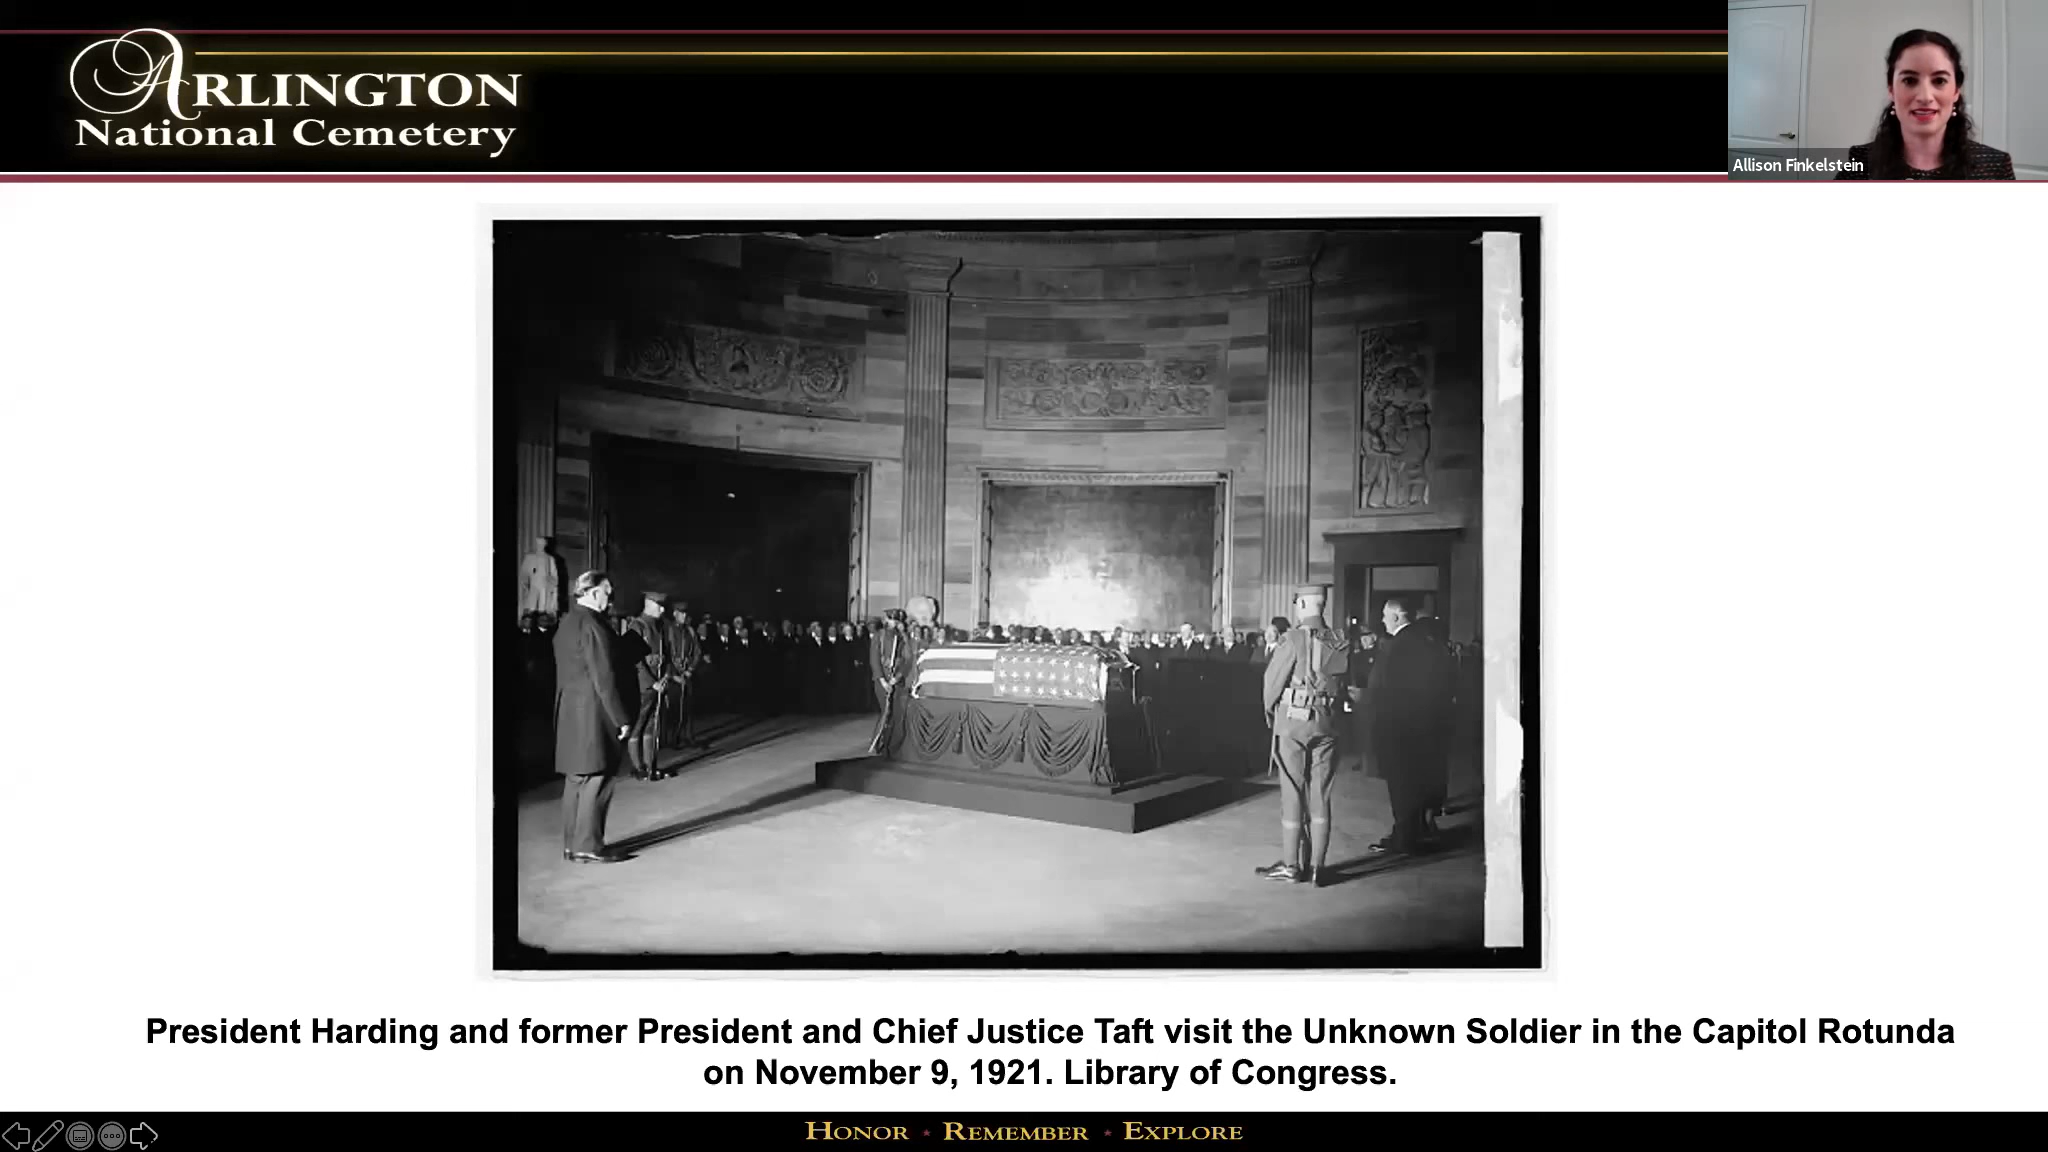 ARLINGTON
National Cemetery
Allison Finkelstein
President Harding and former President and Chief Justice Taft visit the Unknown Soldier in the Capitol Rotunda
on November 9, 1921. Library of Congress.
HONOR ★ REMEMBER ★ EXPLORE